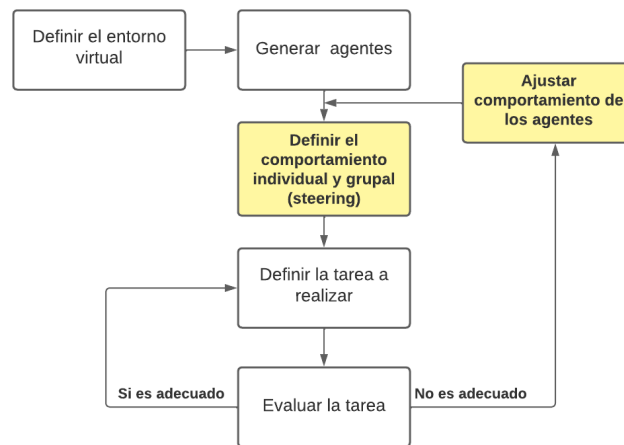 Definir el entorno
virtual
Generar agentes
Ajustar
comportamiento de
los agentes
Definir el
comportamiento
individual y grupal
(steering)
Definir la tarea a
realizar
Si es adecuado
Evaluar la tarea
No es adecuado